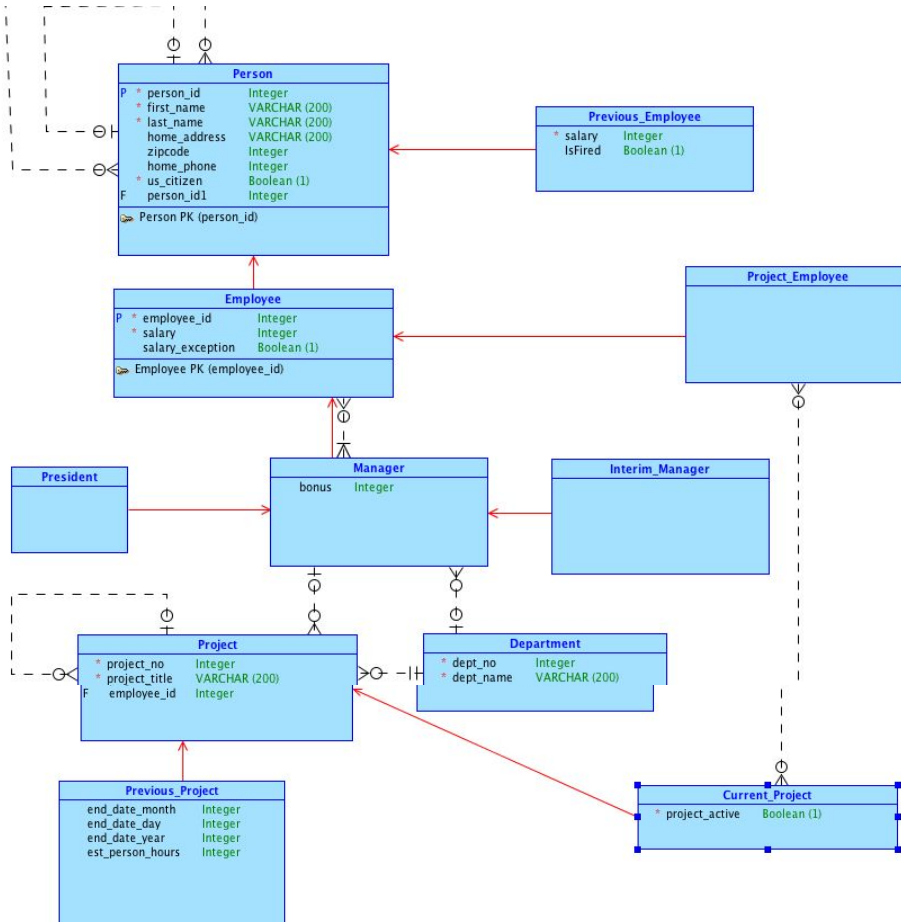 Person
P * person_id Integer
* first_name VARCHAR (200)
* last_name VARCHAR (200)
home_address VARCHAR (200)
zipcode Integer
home_phone Integer
* us_citizen Boolean (1)
F person_id1 Integer
Person PK (person_id)
Previous_Employee
* salary Integer
IsFired Boolean (1)
Employee
P * employee_id Integer
* salary Integer
salary_exception Boolean (1)
Employee PK (employee_id)
Project_Employee
President
Manager
bonus Integer
Interim_Manager
Project
* project_no Integer
* project_title VARCHAR (200)
F employee_id Integer
Department
* dept_no Integer
* dept_name VARCHAR (200)
Previous_Project
end_date_month Integer
end_date_day Integer
end_date_year Integer
est_person_hours Integer
Current_Project
* project_active Boolean (1)